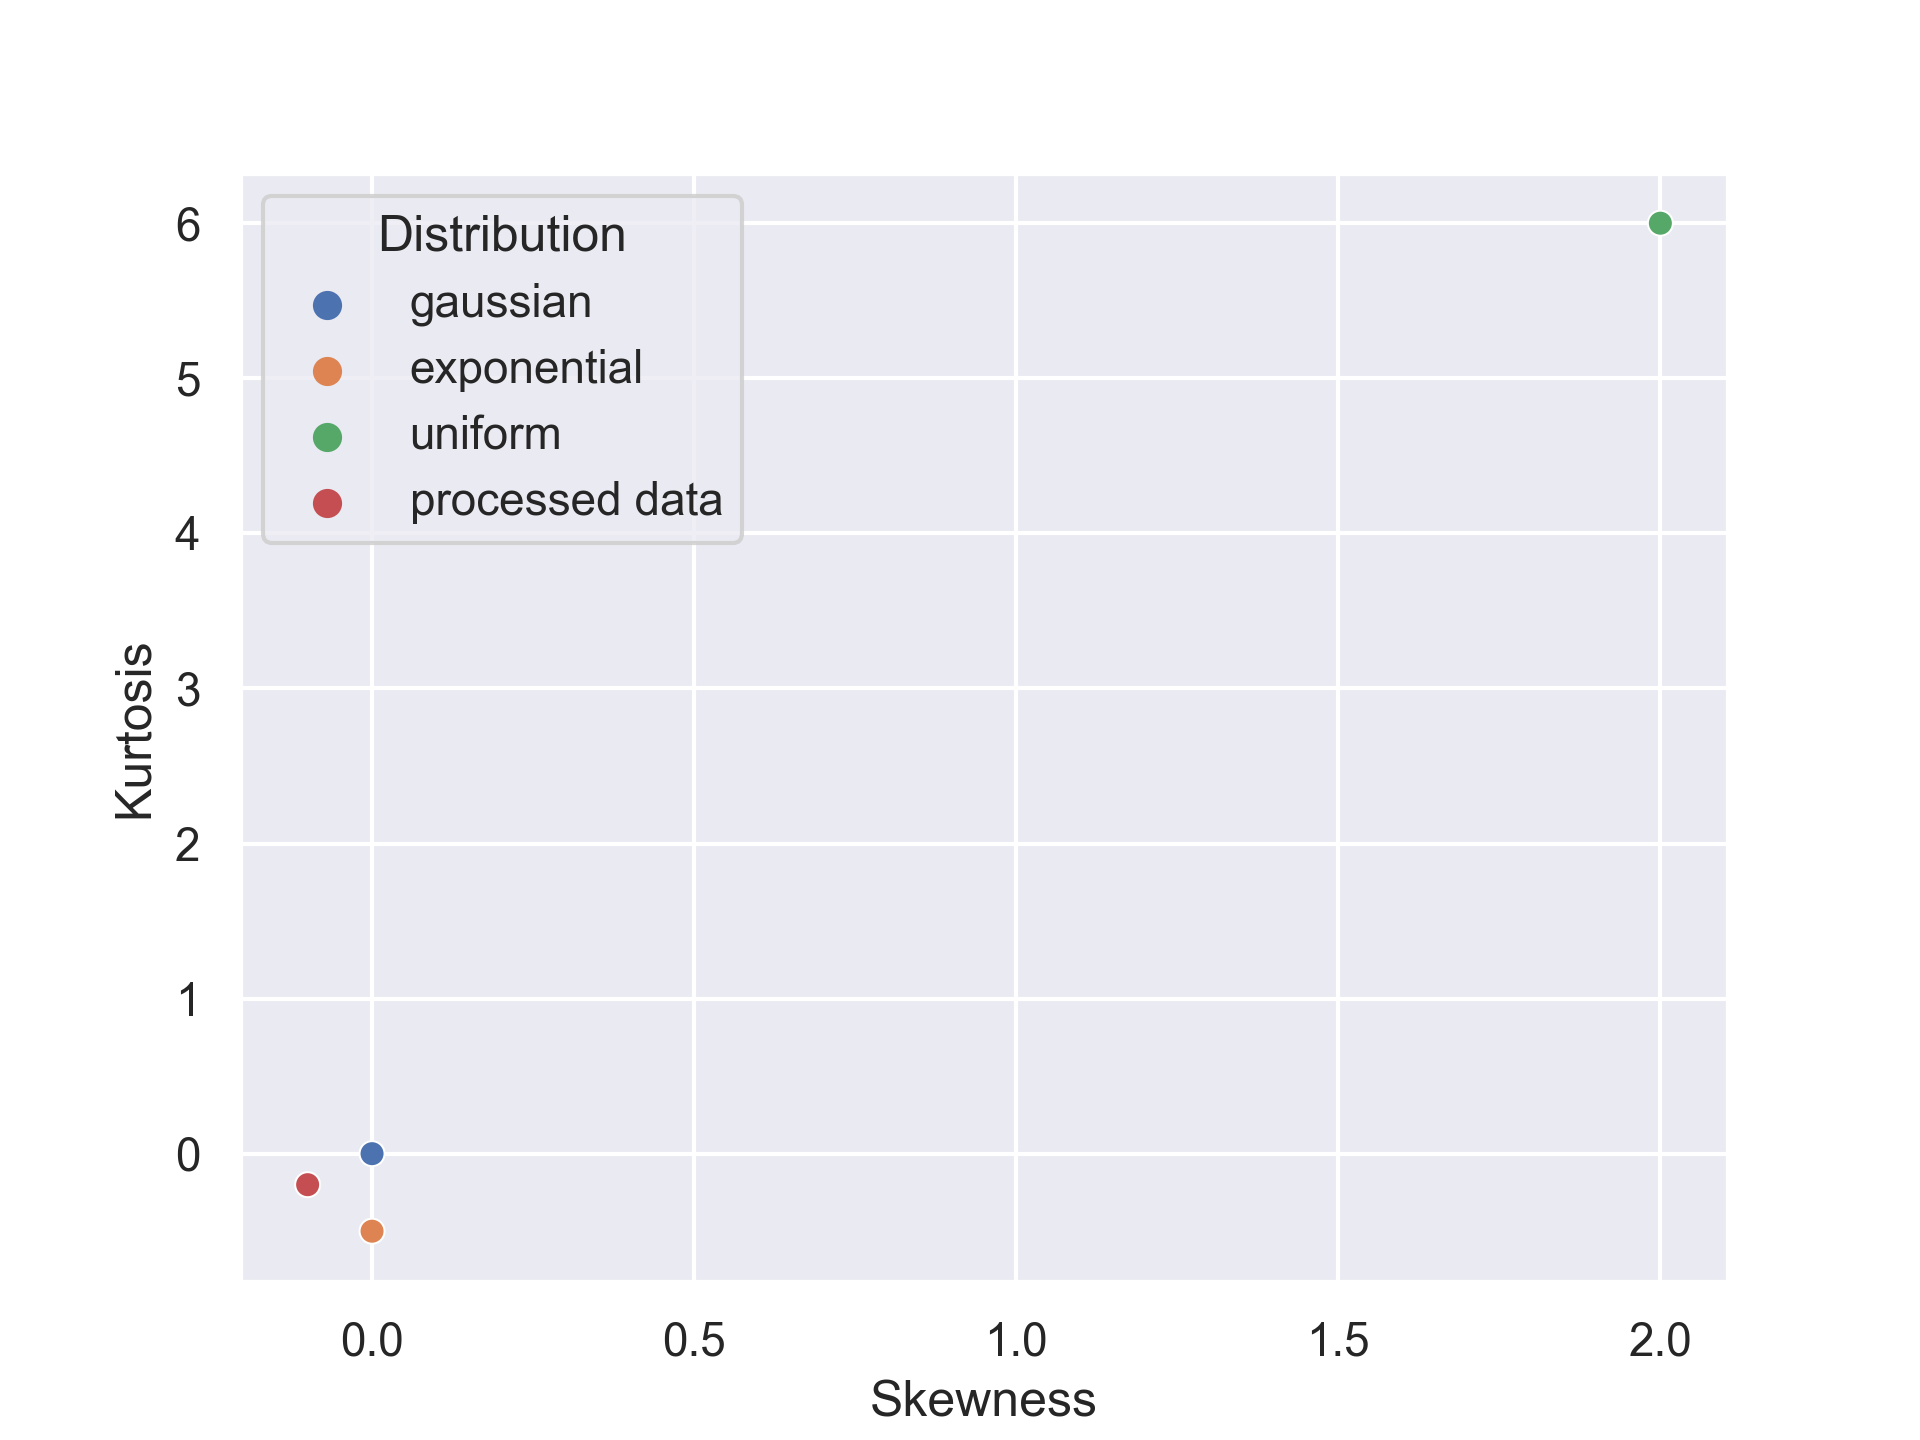 Distribution
gaussian
exponential
uniform
processed data
6
5
4
3
2
1
0
Kurtosis
0.0 0.5 1.0 1.5 2.0
Skewness